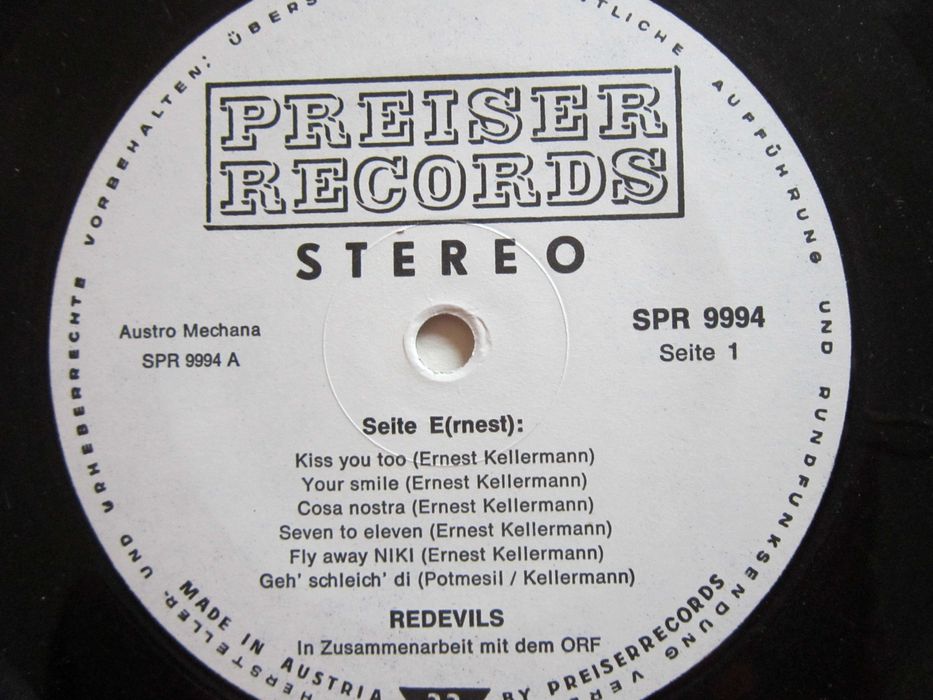 PREISER
RECORDS
STEREO
Austro Mechana
SPR 9994 A
SPR 9994
Seite 1
Seite E(rnest):
Kiss you too (Ernest Kellermann)
Your smile (Ernest Kellermann)
Cosa nostra (Ernest Kellermann)
Seven to eleven (Ernest Kellermann)
Fly away NIKI (Ernest Kellermann)
Geh' schleich' di (Potmesil / Kellermann)
REDEVILS
In Zusammenarbeit mit dem ORF
MADE IN AUSTRIA BY PREISERRECORDS
HERSTELLER- UND URHEBERRECHTE VORBEHALTEN: AUFFÜHRUNG UND RUNDFUNKSENDUNG